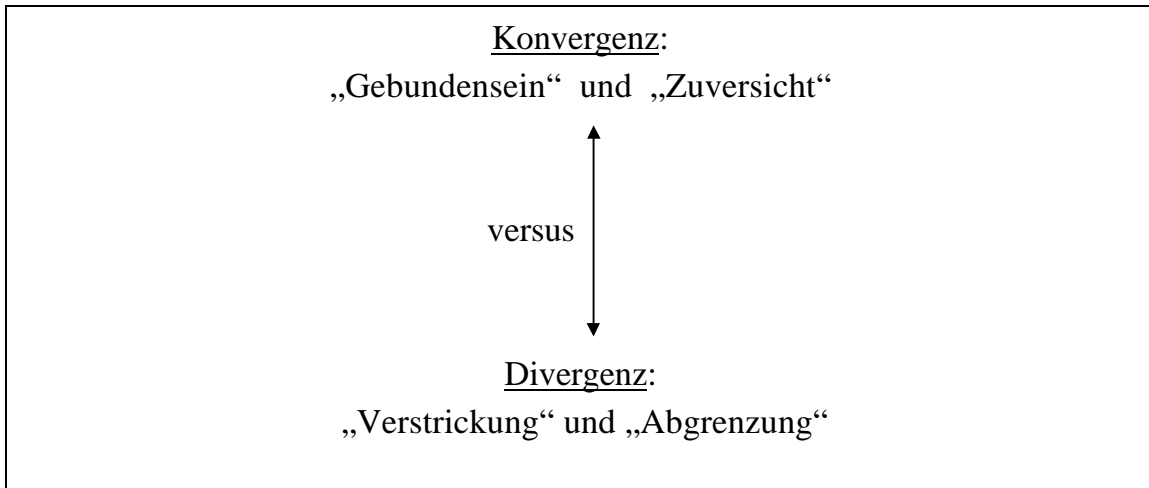 Konvergenz:
„Gebundensein“ und „Zuversicht“
versus
Divergenz:
„Verstrickung“ und „Abgrenzung“